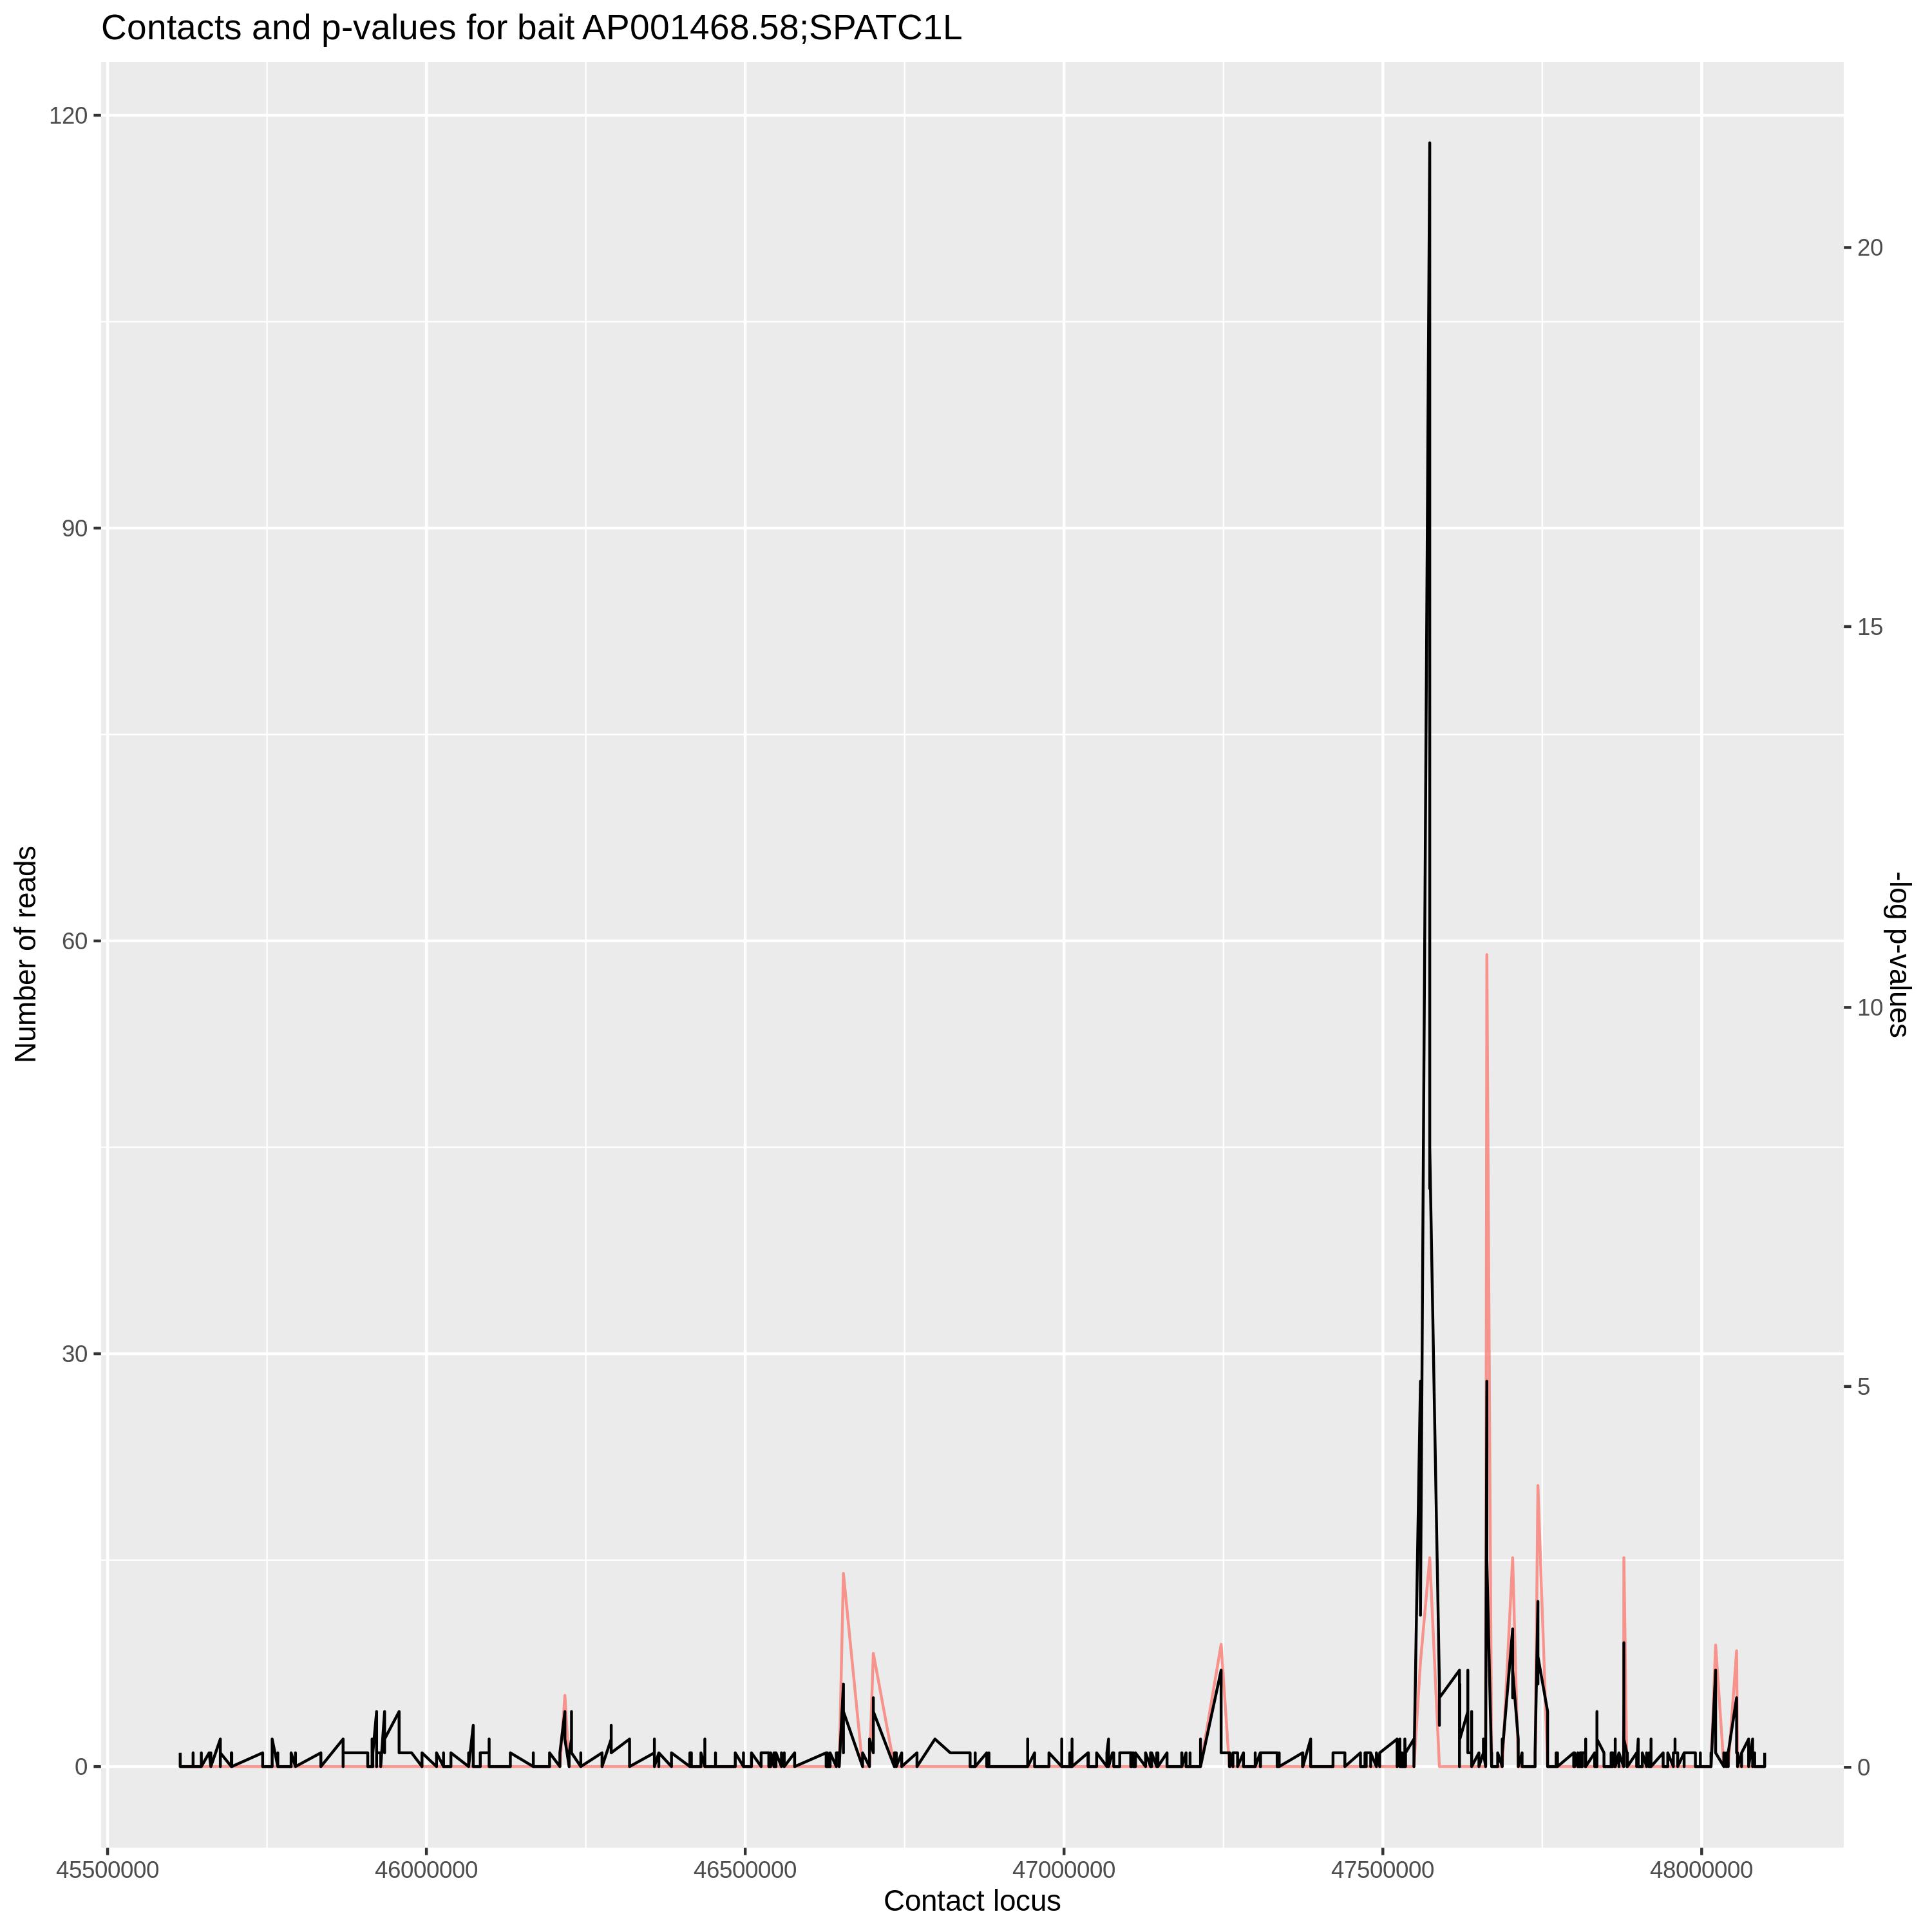 Contacts and p-values for bait AP001468.58;SPATC1L
120
90
60
30
0
Number of reads
20
15
10
5
0
-log p-values
45500000 46000000 46500000 47000000 47500000 48000000
Contact locus